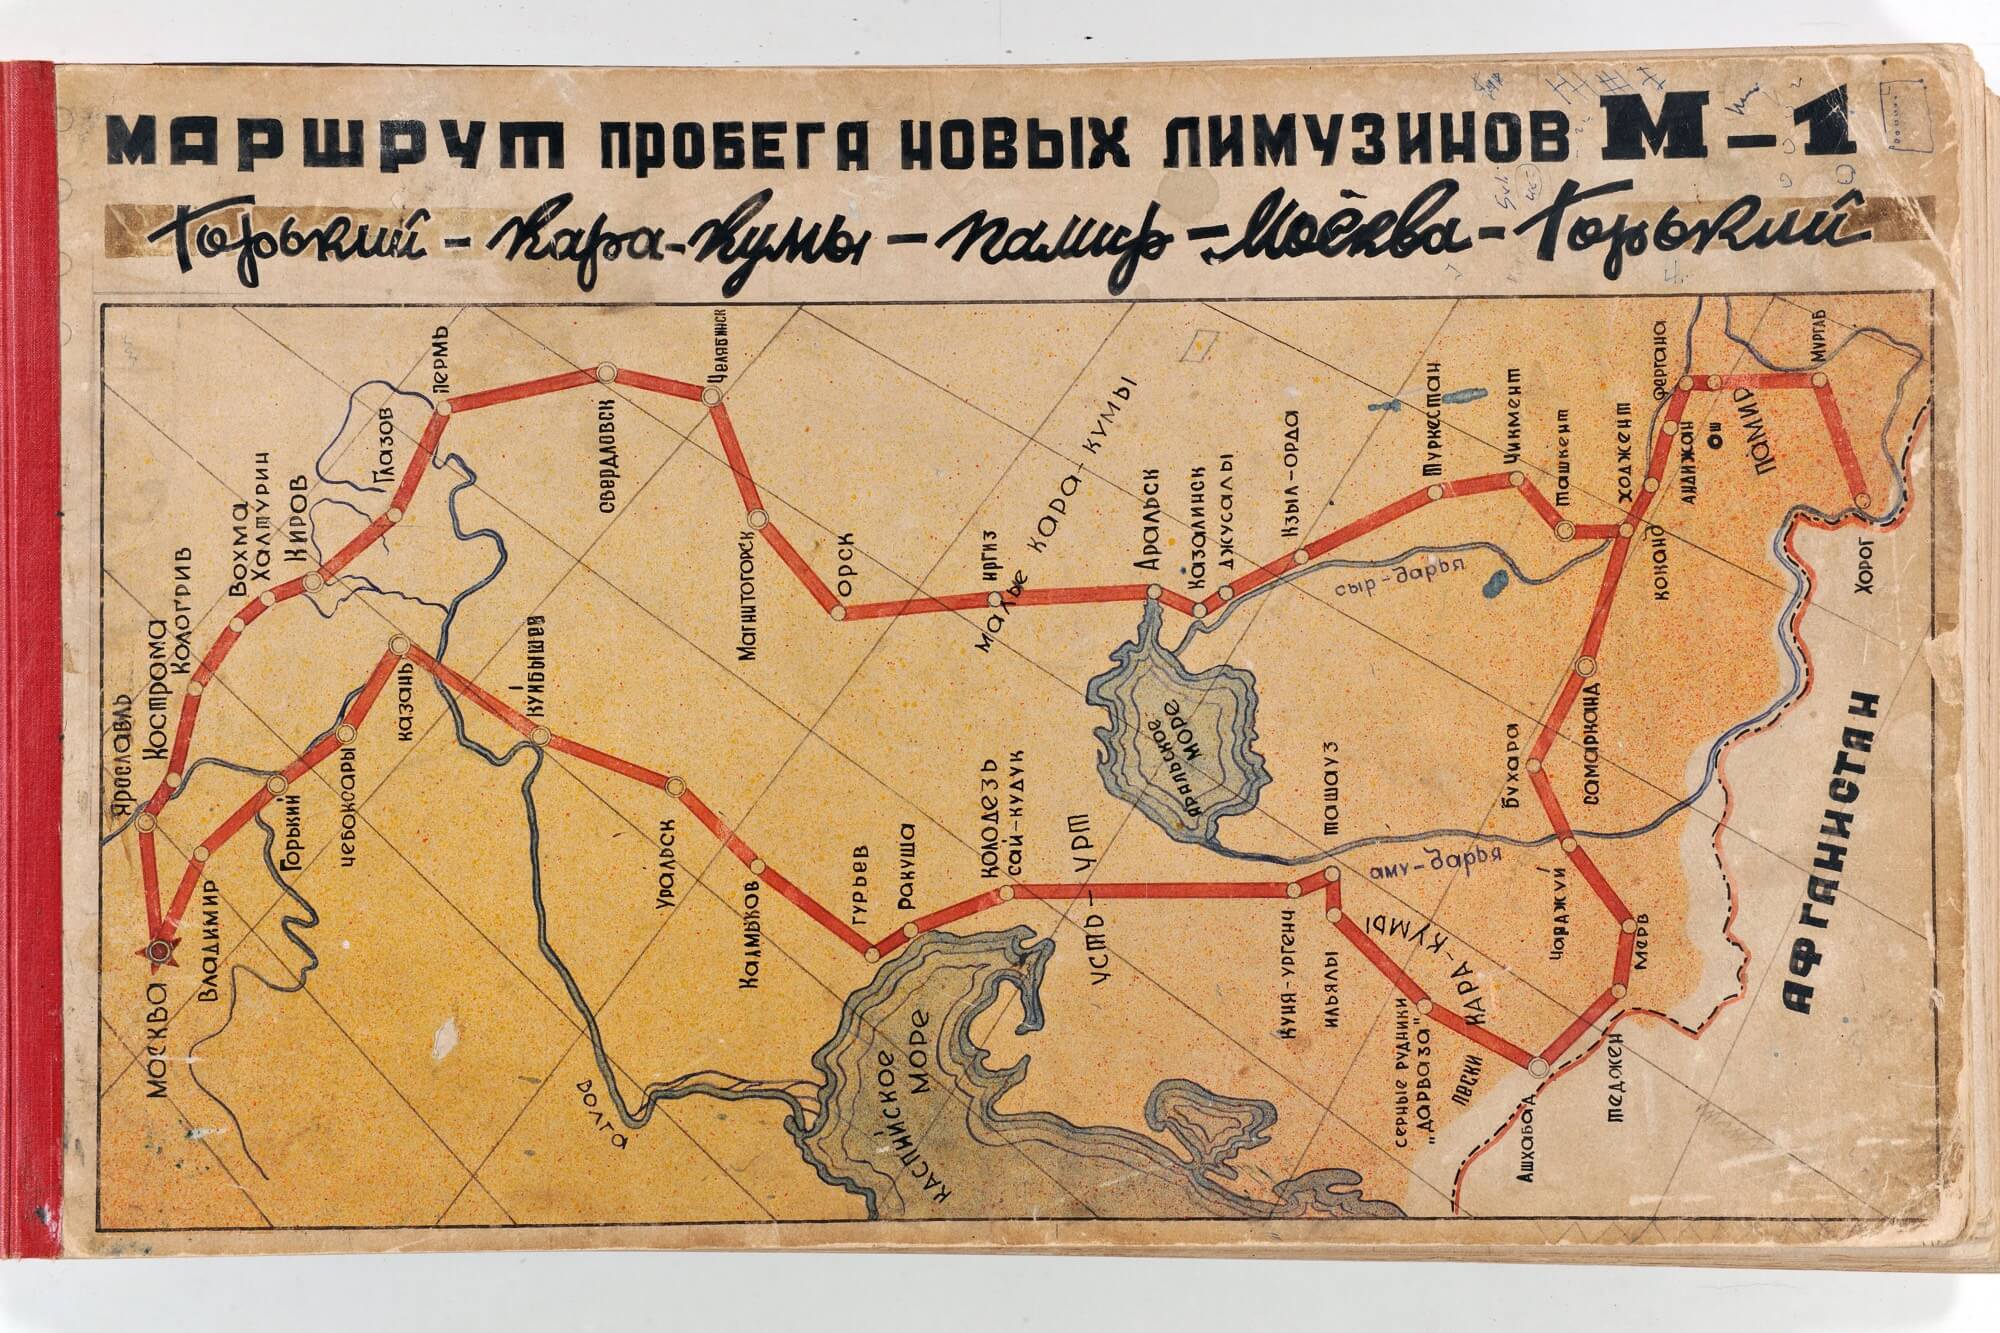 МАРШРУТ ПРОБЕГА НОВЫХ ЛИМУЗИНОВ М-1
Горький - Кара-Кумы - Памир - Москва - Горький
Ярославль
Кострома
Кологрив
Вохма
Халтурин
Киров
Глазов
Пермь
Свердловск
Челябинск
Магнитогорск
Орск
Иргиз
Малые Кара-Кумы
Аральск
Казалинск
Джусалы
Кзыл-Орда
Туркестан
Чикмент
Ташкент
Ходжент
Коканд
Фергана
Андижан
Ош
Памир
Мургаб
Хорог
Сыр-Дарья
Аральское
море
Москва
Владимир
Горький
Чебоксары
Казань
Куйбышев
Уральск
Калмыков
Гурьев
Ракуша
Колодезь
Сай-Кудук
Усть-Урт
Куня-Ургенч
Ташауз
Ильялы
Аму-Дарья
Кара-Кумы
Пески
Серные рудники
"Дарваза"
Ашхабад
Теджен
Мерв
Чарджуй
Бухара
Самарканд
Волга
Каспийское
море
Афганистан